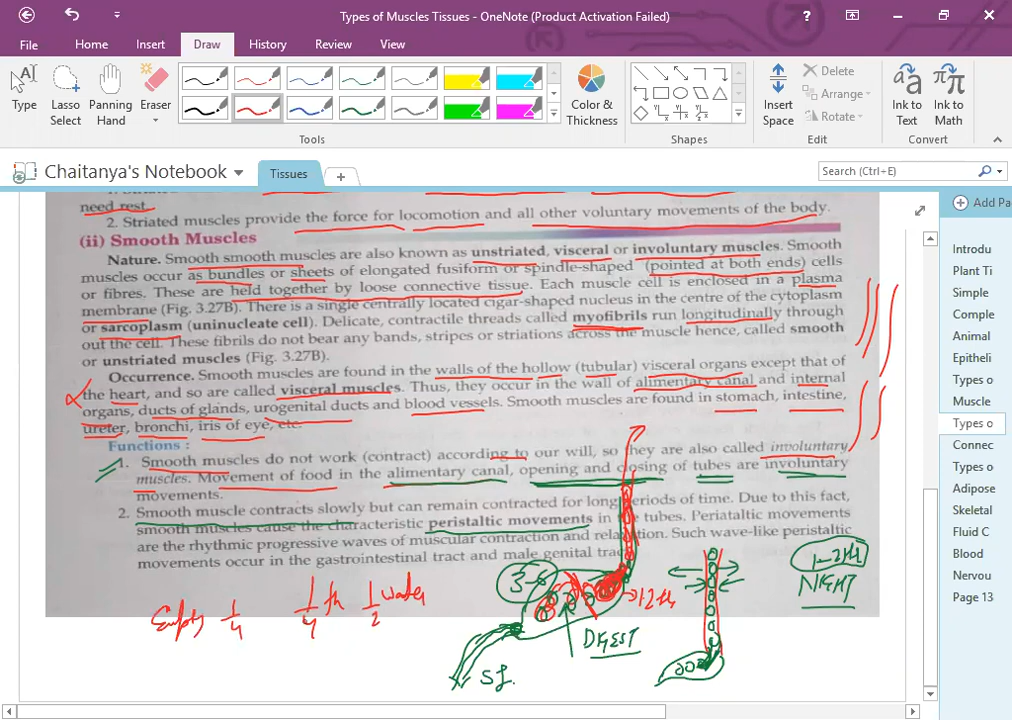 Types of Muscles Tissues - OneNote (Product Activation Failed)
?
File Home Insert Draw History Review View
Type
Lasso Select
Panning Hand
Eraser
Color & Thickness
Insert Space
Delete
Arrange
Rotate
Ink to Text
Ink to Math
Tools
Shapes
Edit
Convert
Chaitanya's Notebook
Tissues
+
Search (Ctrl+E)
Add Pa
need rest.
2. Striated muscles provide the force for locomotion and all other voluntary movements of the body.
(ii) Smooth Muscles
Nature. Smooth smooth muscles are also known as unstriated, visceral or involuntary muscles. Smooth
muscles occur as bundles or sheets of elongated fusiform or spindle-shaped (pointed at both ends) cells
or fibres. These are held together by loose connective tissue. Each muscle cell is enclosed in a plasma
membrane (Fig. 3.27B). There is a single centrally located cigar-shaped nucleus in the centre of the cytoplasm
or sarcoplasm (uninucleate cell). Delicate, contractile threads called myofibrils run longitudinally through
out the cell. These fibrils do not bear any bands, stripes or striations across the muscle hence, called smooth
or unstriated muscles (Fig. 3.27B).
Occurrence. Smooth muscles are found in the walls of the hollow (tubular) visceral organs except that of
the heart, and so are called visceral muscles. Thus, they occur in the wall of alimentary canal and internal
organs, ducts of glands, urogenital ducts and blood vessels. Smooth muscles are found in stomach, intestine,
ureter, bronchi, iris of eye, etc.
Functions :
1. Smooth muscles do not work (contract) according to our will, so they are also called involuntary
muscles. Movement of food in the alimentary canal, opening and closing of tubes are involuntary
movements.
2. Smooth muscle contracts slowly but can remain contracted for long periods of time. Due to this fact,
smooth muscles cause the characteristic peristaltic movements in the tubes. Periataltic movements
are the rhythmic progressive waves of muscular contraction and relaxation. Such wave-like peristaltic
movements occur in the gastrointestinal tract and male genital tract.
Empty 1/4
1/4 th 1/2 water
DIGEST
NIGHT
Introdu
Plant Ti
Simple
Comple
Animal
Epitheli
Types o
Muscle
Types o
Connec
Types o
Adipose
Skeletal
Fluid C
Blood
Nervou
Page 13